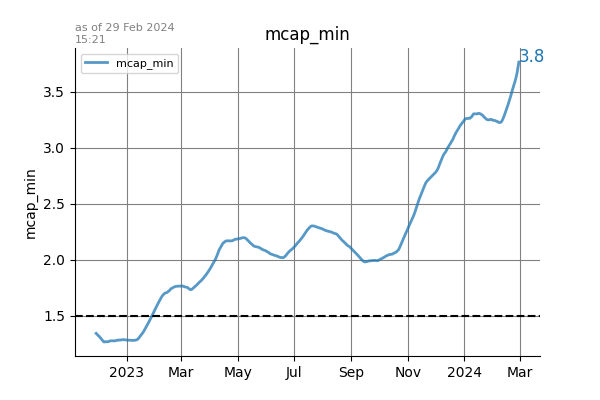 as of 29 Feb 2024
15:21
mcap_min
mcap_min
3.8
3.5
3.0
2.5
2.0
1.5
mcap_min
2023 Mar May Jul Sep Nov 2024 Mar